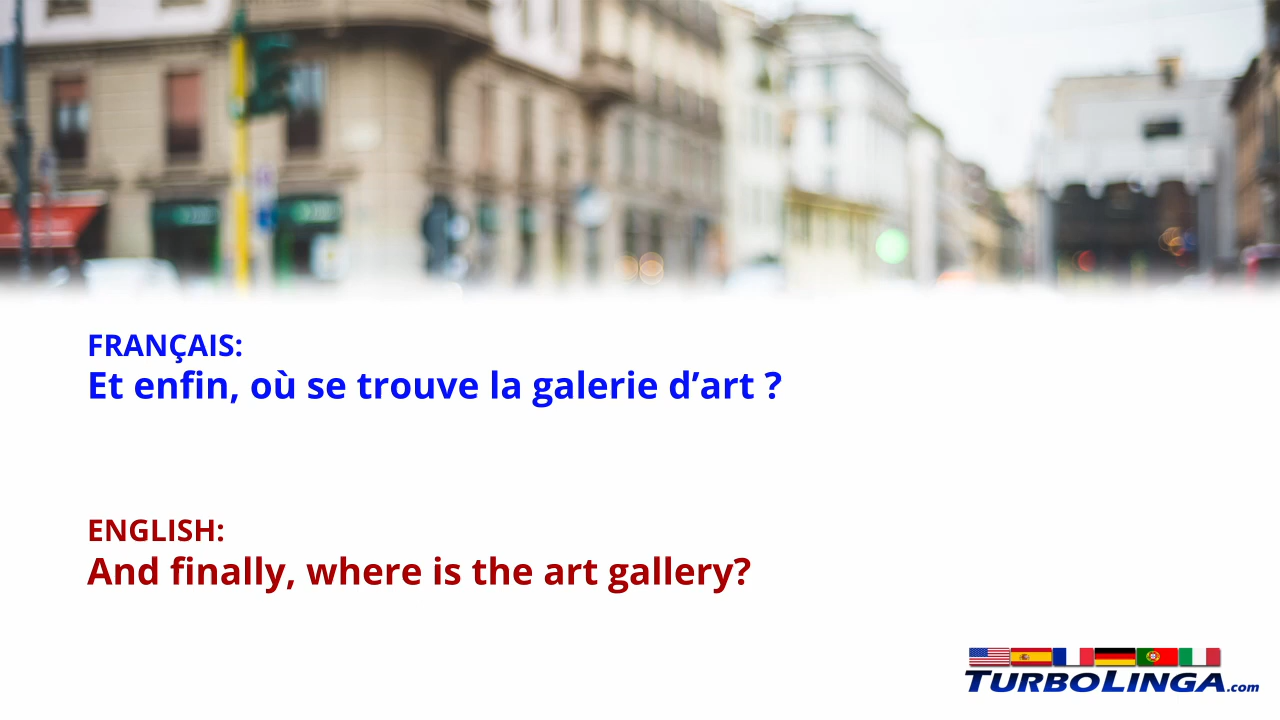 FRANÇAIS:
Et enfin, où se trouve la galerie d’art ?
ENGLISH:
And finally, where is the art gallery?
TURBOLINGA.com